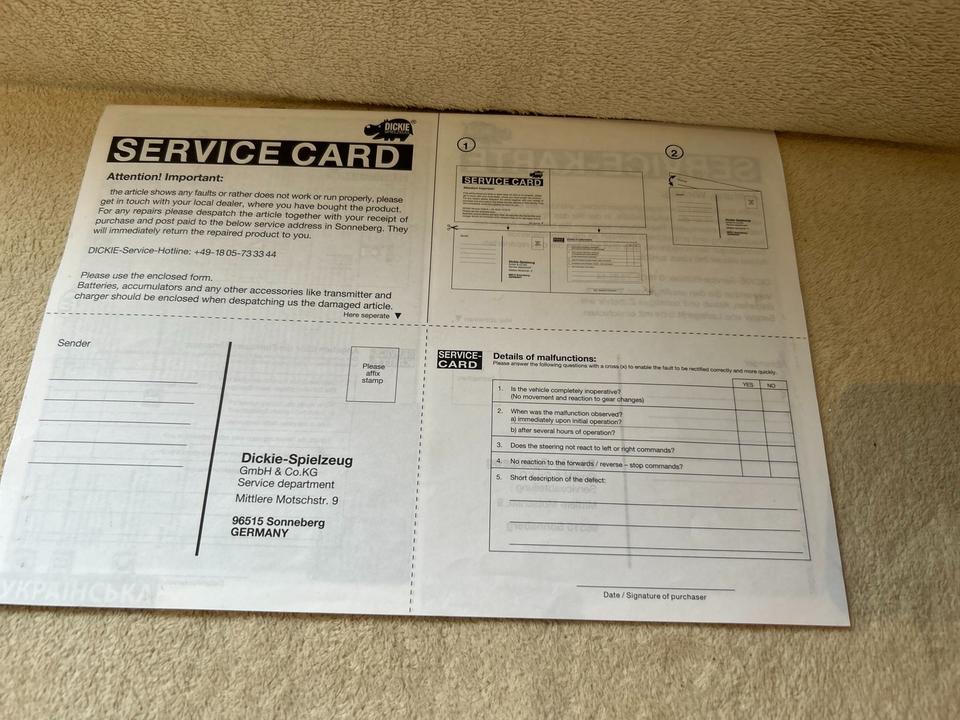 DICKIE
SPIELZEUG
SERVICE CARD
Attention! Important:
the article shows any faults or rather does not work or run properly, please
get in touch with your local dealer, where you have bought the product.
For any repairs please despatch the article together with your receipt of
purchase and post paid to the below service address in Sonneberg. They
will immediately return the repaired product to you.
DICKIE-Service-Hotline: +49-18 05-73 33 44
Please use the enclosed form.
Batteries, accumulators and any other accessories like transmitter and
charger should be enclosed when despatching us the damaged article.
Here seperate ▼
1
SERVICE CARD
2
Sender
Please
affix
stamp
Dickie-Spielzeug
GmbH & Co.KG
Service department
Mittlere Motschstr. 9
96515 Sonneberg
GERMANY
SERVICE-
CARD
Details of malfunctions:
Please answer the following questions with a cross (x) to enable the fault to be rectified correctly and more quickly.
YES NO
1. Is the vehicle completely inoperative?
(No movement and reaction to gear changes)
2. When was the malfunction observed?
a) immediately upon initial operation?
b) after several hours of operation?
3. Does the steering not react to left or right commands?
4. No reaction to the forwards / reverse – stop commands?
5. Short description of the defect:
Date / Signature of purchaser
УКРАЇНСЬКА